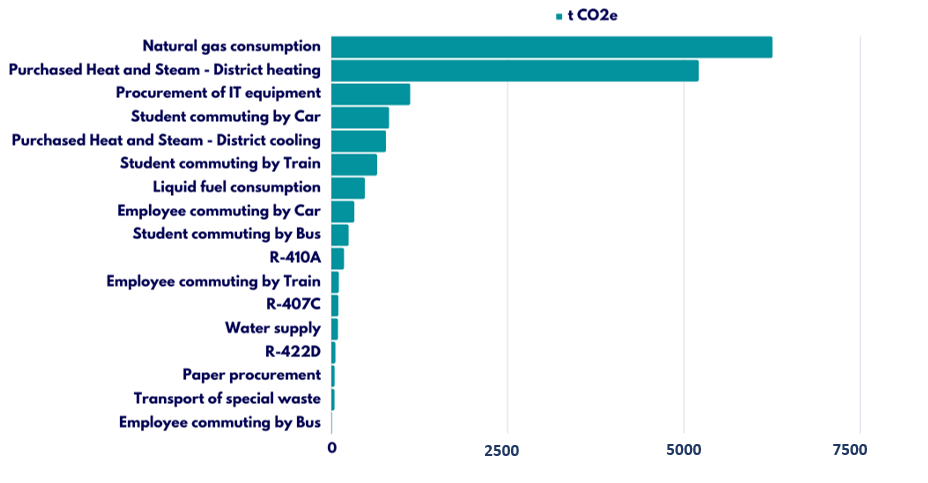 t CO2e
Natural gas consumption
Purchased Heat and Steam - District heating
Procurement of IT equipment
Student commuting by Car
Purchased Heat and Steam - District cooling
Student commuting by Train
Liquid fuel consumption
Employee commuting by Car
Student commuting by Bus
R-410A
Employee commuting by Train
R-407C
Water supply
R-422D
Paper procurement
Transport of special waste
Employee commuting by Bus
0 2500 5000 7500